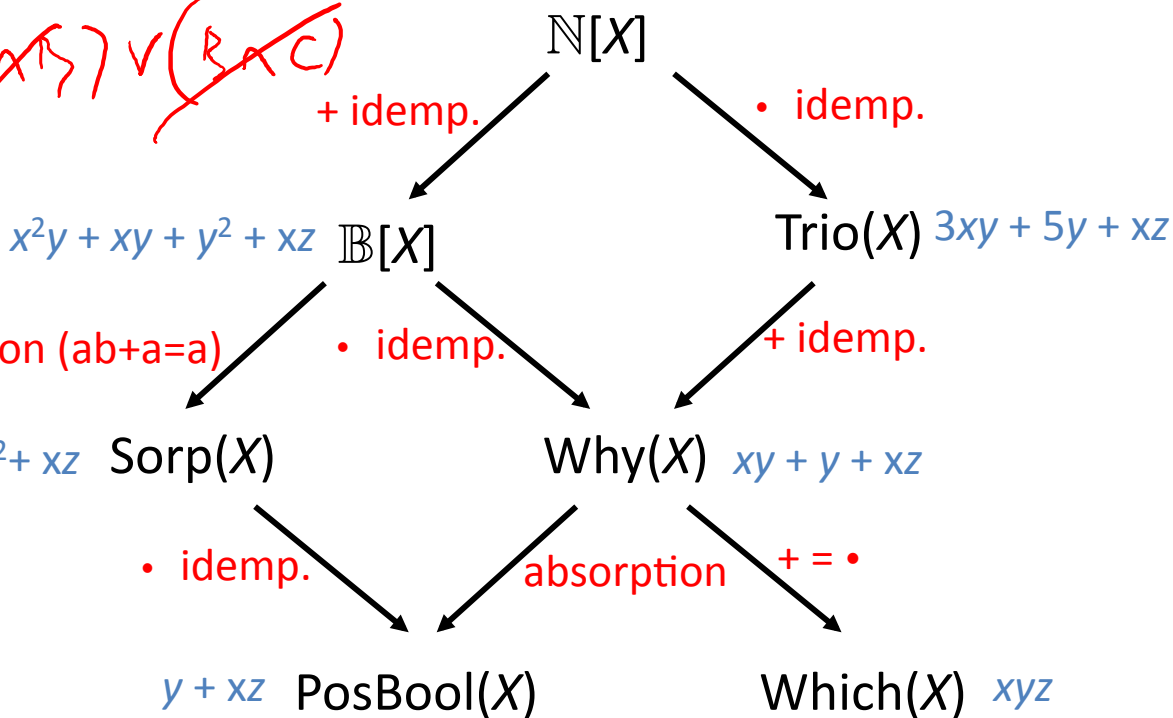 B) ∨ (B ∧ C)
ℕ[X]
+ idemp.
• idemp.
x²y + xy + y² + xz 𝔹[X]
Trio(X) 3xy + 5y + xz
on (ab+a=a)
• idemp.
+ idemp.
²+ xz Sorp(X)
Why(X) xy + y + xz
• idemp.
absorption
+ = •
y + xz PosBool(X)
Which(X) xyz